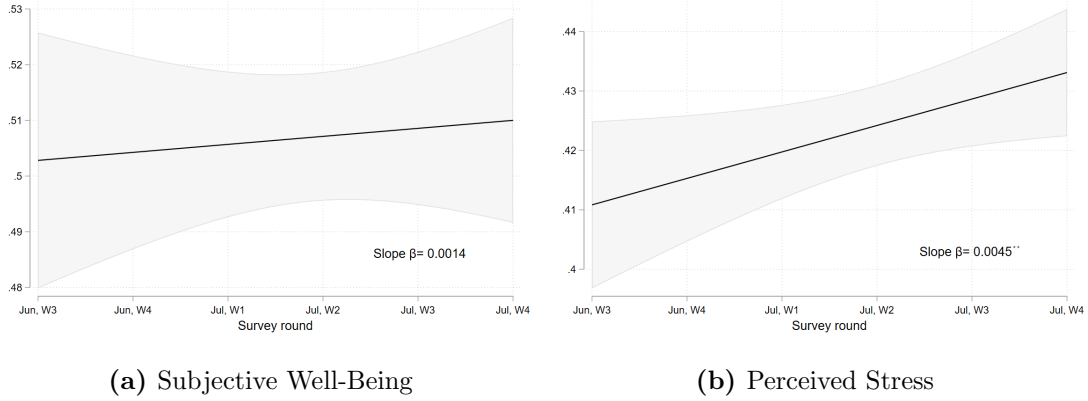 .53
.52
.51
.5
.49
.48
Slope β= 0.0014
Jun, W3 Jun, W4 Jul, W1 Jul, W2 Jul, W3 Jul, W4
Survey round
(a) Subjective Well-Being
.44
.43
.42
.41
.4
Slope β= 0.0045**
Jun, W3 Jun, W4 Jul, W1 Jul, W2 Jul, W3 Jul, W4
Survey round
(b) Perceived Stress